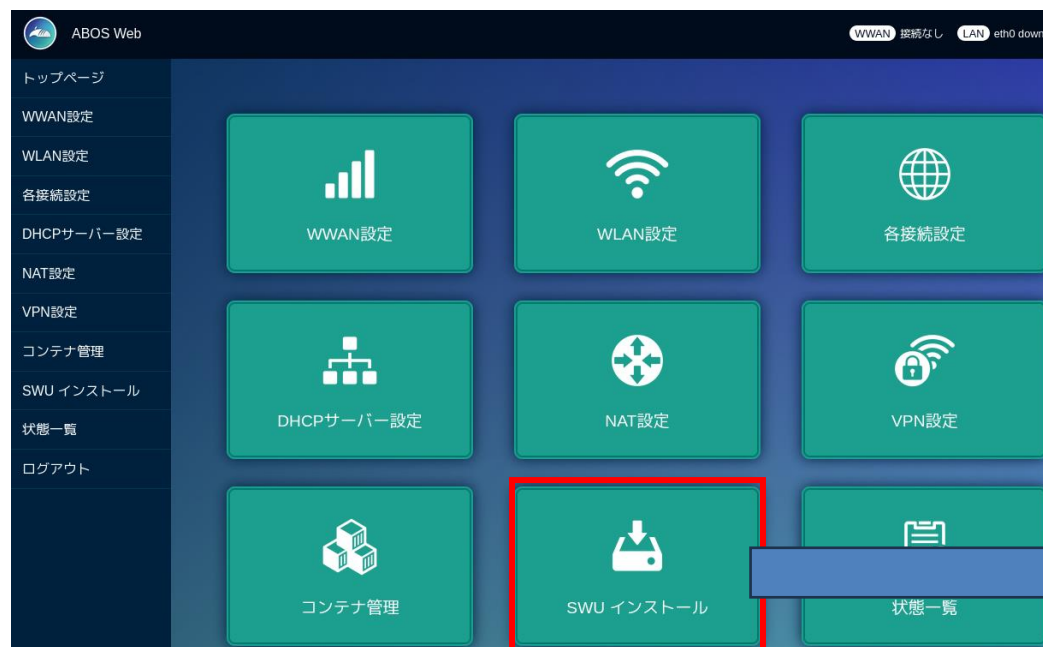 ABOS Web
WWAN 接続なし LAN eth0 down
トップページ
WWAN設定
WLAN設定
各接続設定
DHCPサーバー設定
NAT設定
VPN設定
コンテナ管理
SWU インストール
状態一覧
ログアウト
WWAN設定
WLAN設定
各接続設定
DHCPサーバー設定
NAT設定
VPN設定
コンテナ管理
SWU インストール
状態一覧